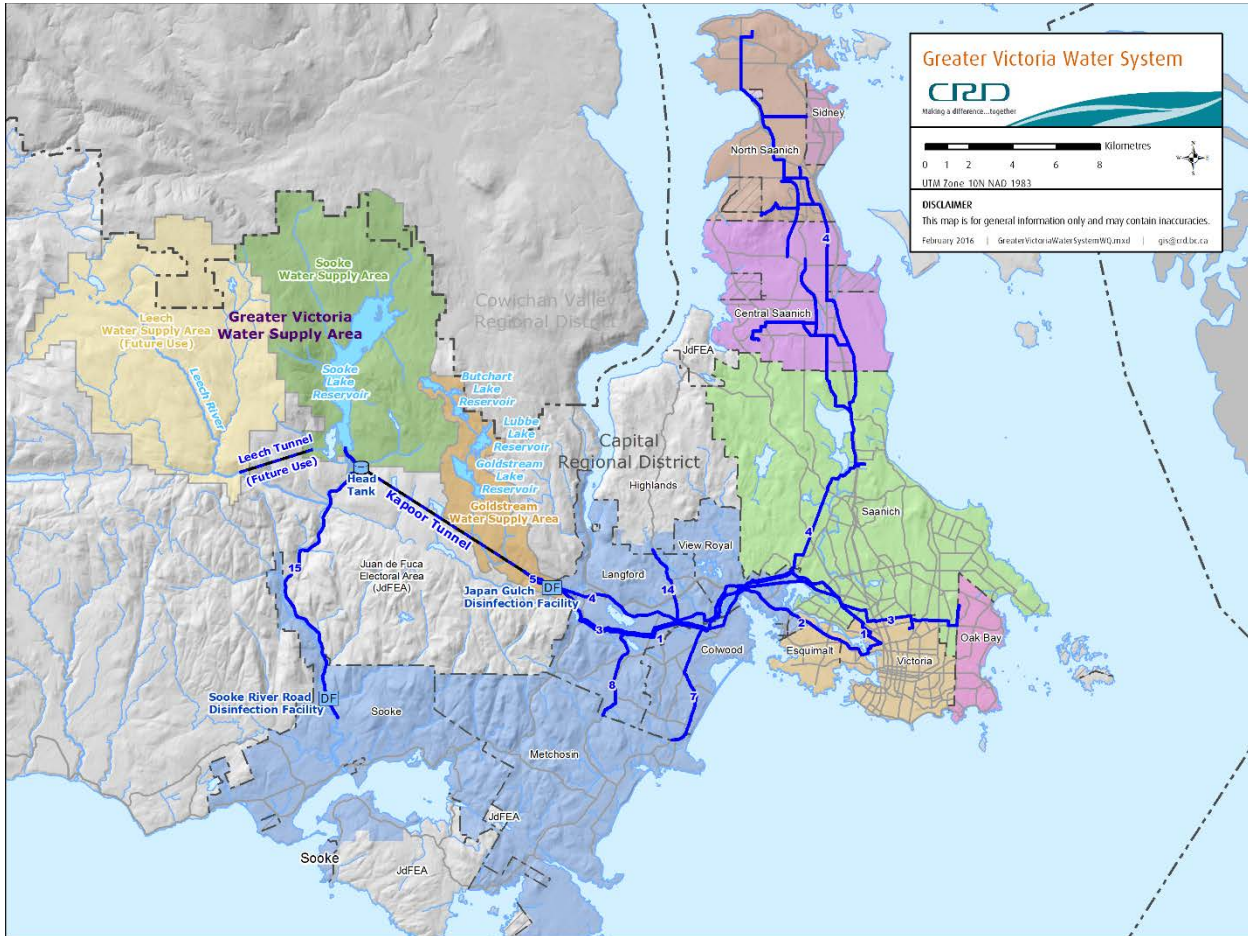 Greater Victoria Water System
CRD
Making a difference...together
Kilometres
0 1 2 4 6 8
UTM Zone 10N NAD 1983
DISCLAIMER
This map is for general information only and may contain inaccuracies.
February 2016 | GreaterVictoriaWaterSystemWQ.mxd | gis@crd.bc.ca
N
Sidney
North Saanich
4
Central Saanich
JdFEA
Sooke
Water Supply Area
Greater Victoria
Water Supply Area
Leech
Water Supply Area
(Future Use)
Cowichan Valley
Regional District
Sooke
Lake
Reservoir
Leech River
Butchart
Lake
Reservoir
Lubbe
Lake
Reservoir
Goldstream
Lake
Reservoir
Goldstream
Water Supply Area
Capital
Regional District
Highlands
Leech Tunnel
(Future Use)
Head
Tank
Kapoor Tunnel
Saanich
4
View Royal
Langford
14
15
Juan de Fuca
Electoral Area
(JdFEA)
5
DF
Japan Gulch
Disinfection Facility
4
3
1
2
1
3
Colwood
Esquimalt
Victoria
Oak Bay
8
7
Sooke River Road
Disinfection Facility
DF
Sooke
Metchosin
JdFEA
Sooke
JdFEA